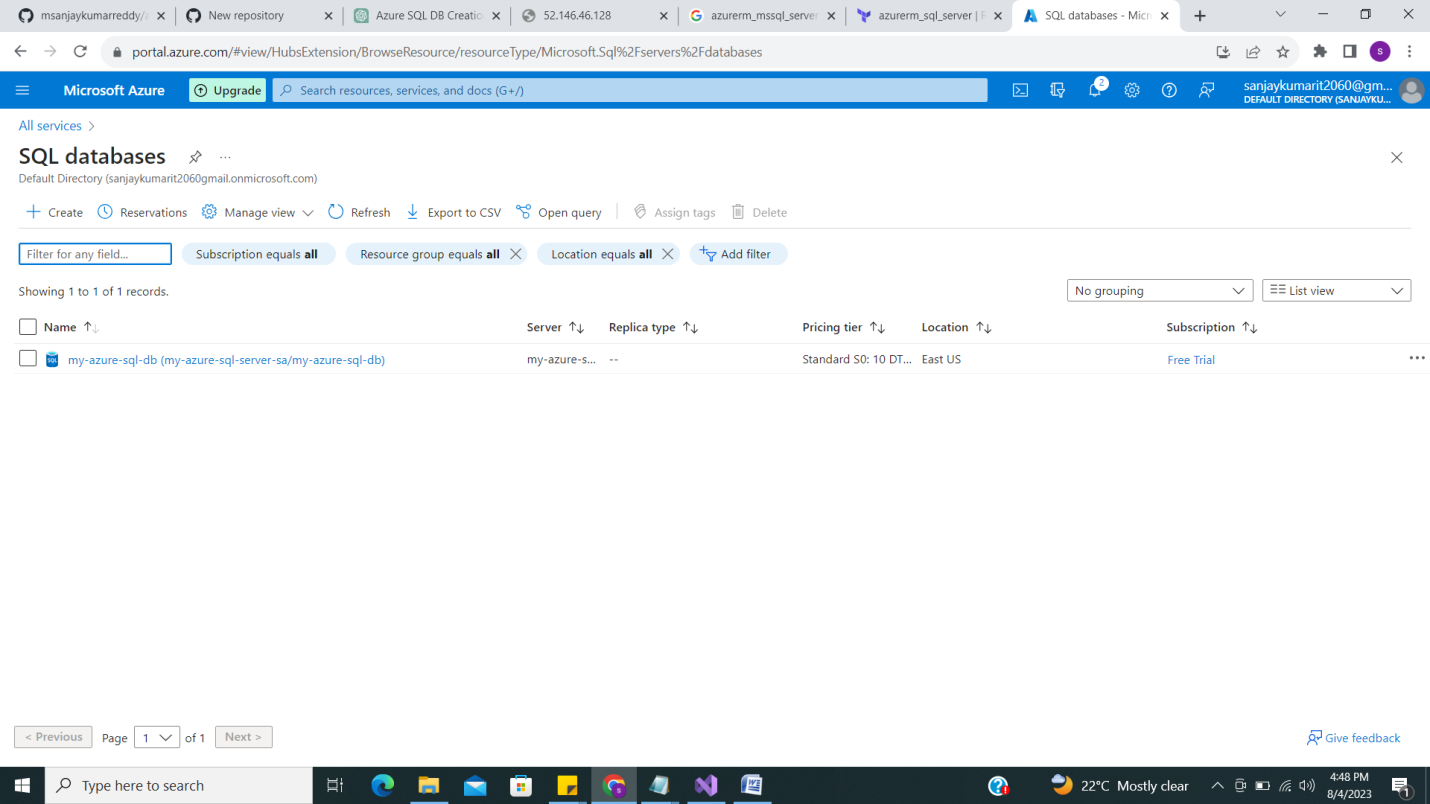 msanjaykumarreddy/a
New repository
Azure SQL DB Creatio
52.146.46.128
azurerm_mssql_server
azurerm_sql_server | R
SQL databases - Micr
portal.azure.com/#view/HubsExtension/BrowseResource/resourceType/Microsoft.Sql%2Fservers%2Fdatabases
S
Microsoft Azure
Upgrade
Search resources, services, and docs (G+/)
2
sanjaykumarit2060@gm...
DEFAULT DIRECTORY (SANJAYKU...
All services >
SQL databases
...
Default Directory (sanjaykumarit2060gmail.onmicrosoft.com)
Create Reservations Manage view Refresh Export to CSV Open query Assign tags Delete
Filter for any field... Subscription equals all Resource group equals all Location equals all Add filter
Showing 1 to 1 of 1 records.
No grouping List view
Name Server Replica type Pricing tier Location Subscription
SQL my-azure-sql-db (my-azure-sql-server-sa/my-azure-sql-db) my-azure-s... -- Standard S0: 10 DT... East US Free Trial ...
< Previous Page 1 of 1 Next >
Give feedback
Type here to search
22°C Mostly clear
4:48 PM
8/4/2023
1